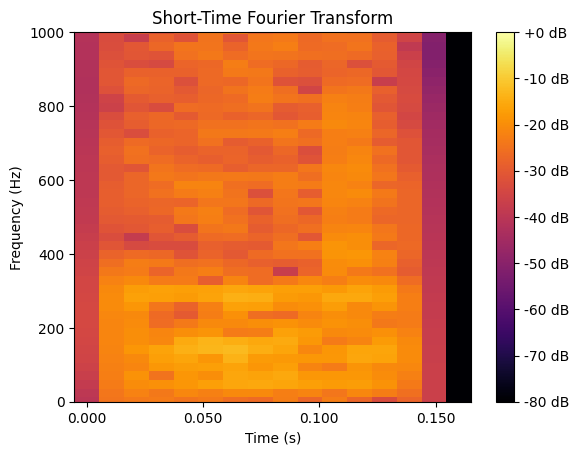 Short-Time Fourier Transform
1000
800
600
400
200
0
Frequency (Hz)
0.000
0.050
0.100
0.150
Time (s)
+0 dB
-10 dB
-20 dB
-30 dB
-40 dB
-50 dB
-60 dB
-70 dB
-80 dB